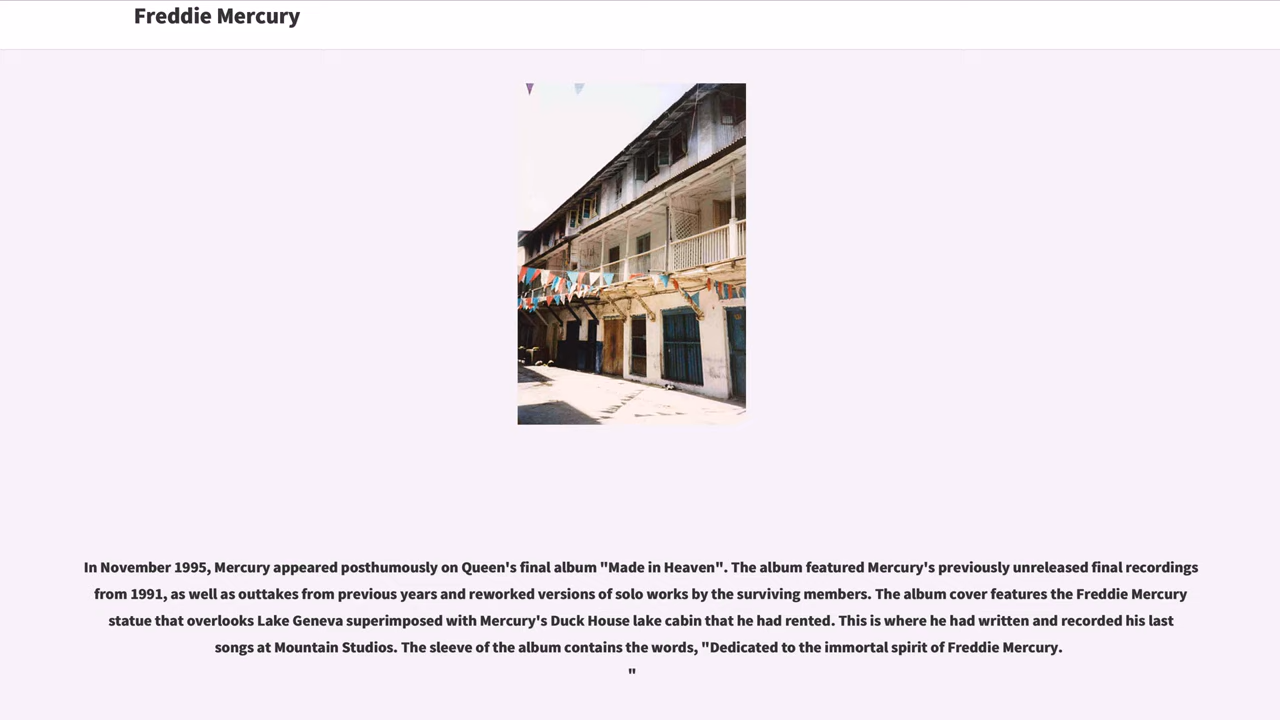 Freddie Mercury
In November 1995, Mercury appeared posthumously on Queen's final album "Made in Heaven". The album featured Mercury's previously unreleased final recordings
from 1991, as well as outtakes from previous years and reworked versions of solo works by the surviving members. The album cover features the Freddie Mercury
statue that overlooks Lake Geneva superimposed with Mercury's Duck House lake cabin that he had rented. This is where he had written and recorded his last
songs at Mountain Studios. The sleeve of the album contains the words, "Dedicated to the immortal spirit of Freddie Mercury.
"